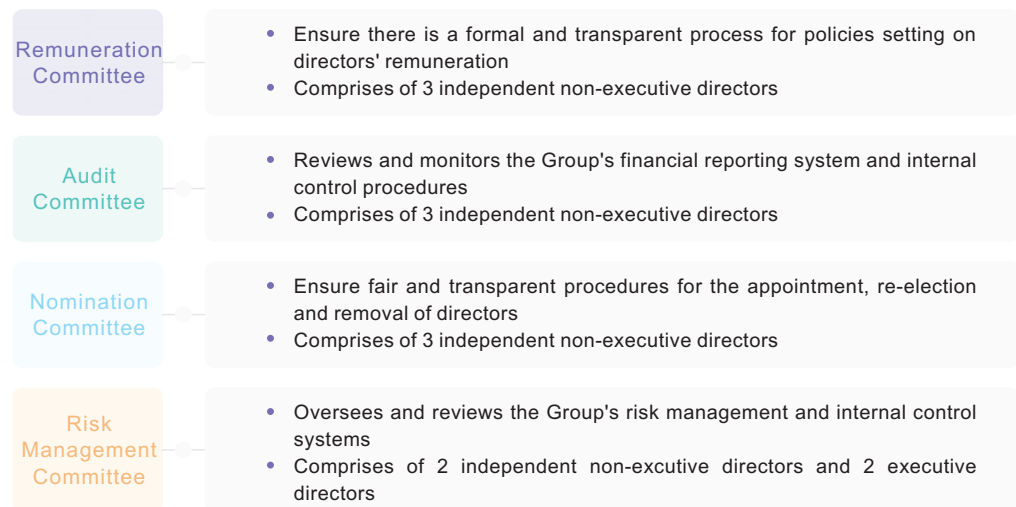 Remuneration
Committee
• Ensure there is a formal and transparent process for policies setting on
directors' remuneration
• Comprises of 3 independent non-executive directors
Audit
Committee
• Reviews and monitors the Group's financial reporting system and internal
control procedures
• Comprises of 3 independent non-executive directors
Nomination
Committee
• Ensure fair and transparent procedures for the appointment, re-election
and removal of directors
• Comprises of 3 independent non-executive directors
Risk
Management
Committee
• Oversees and reviews the Group's risk management and internal control
systems
• Comprises of 2 independent non-excutive directors and 2 executive
directors